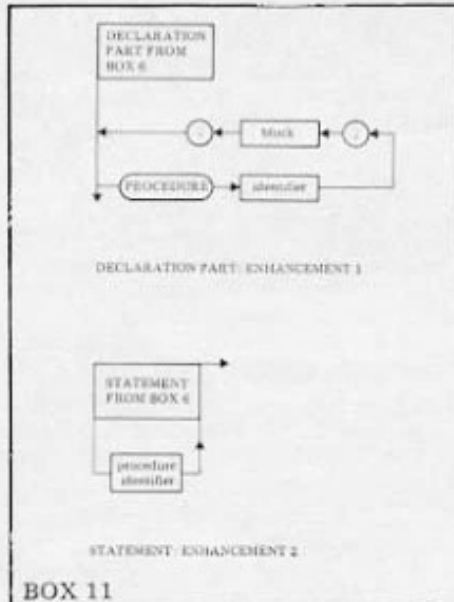 DECLARATION
PART FROM
BOX 6
;
block
;
PROCEDURE
identifier
DECLARATION PART: ENHANCEMENT 1
STATEMENT
FROM BOX 6
procedure
identifier
STATEMENT: ENHANCEMENT 2
BOX 11